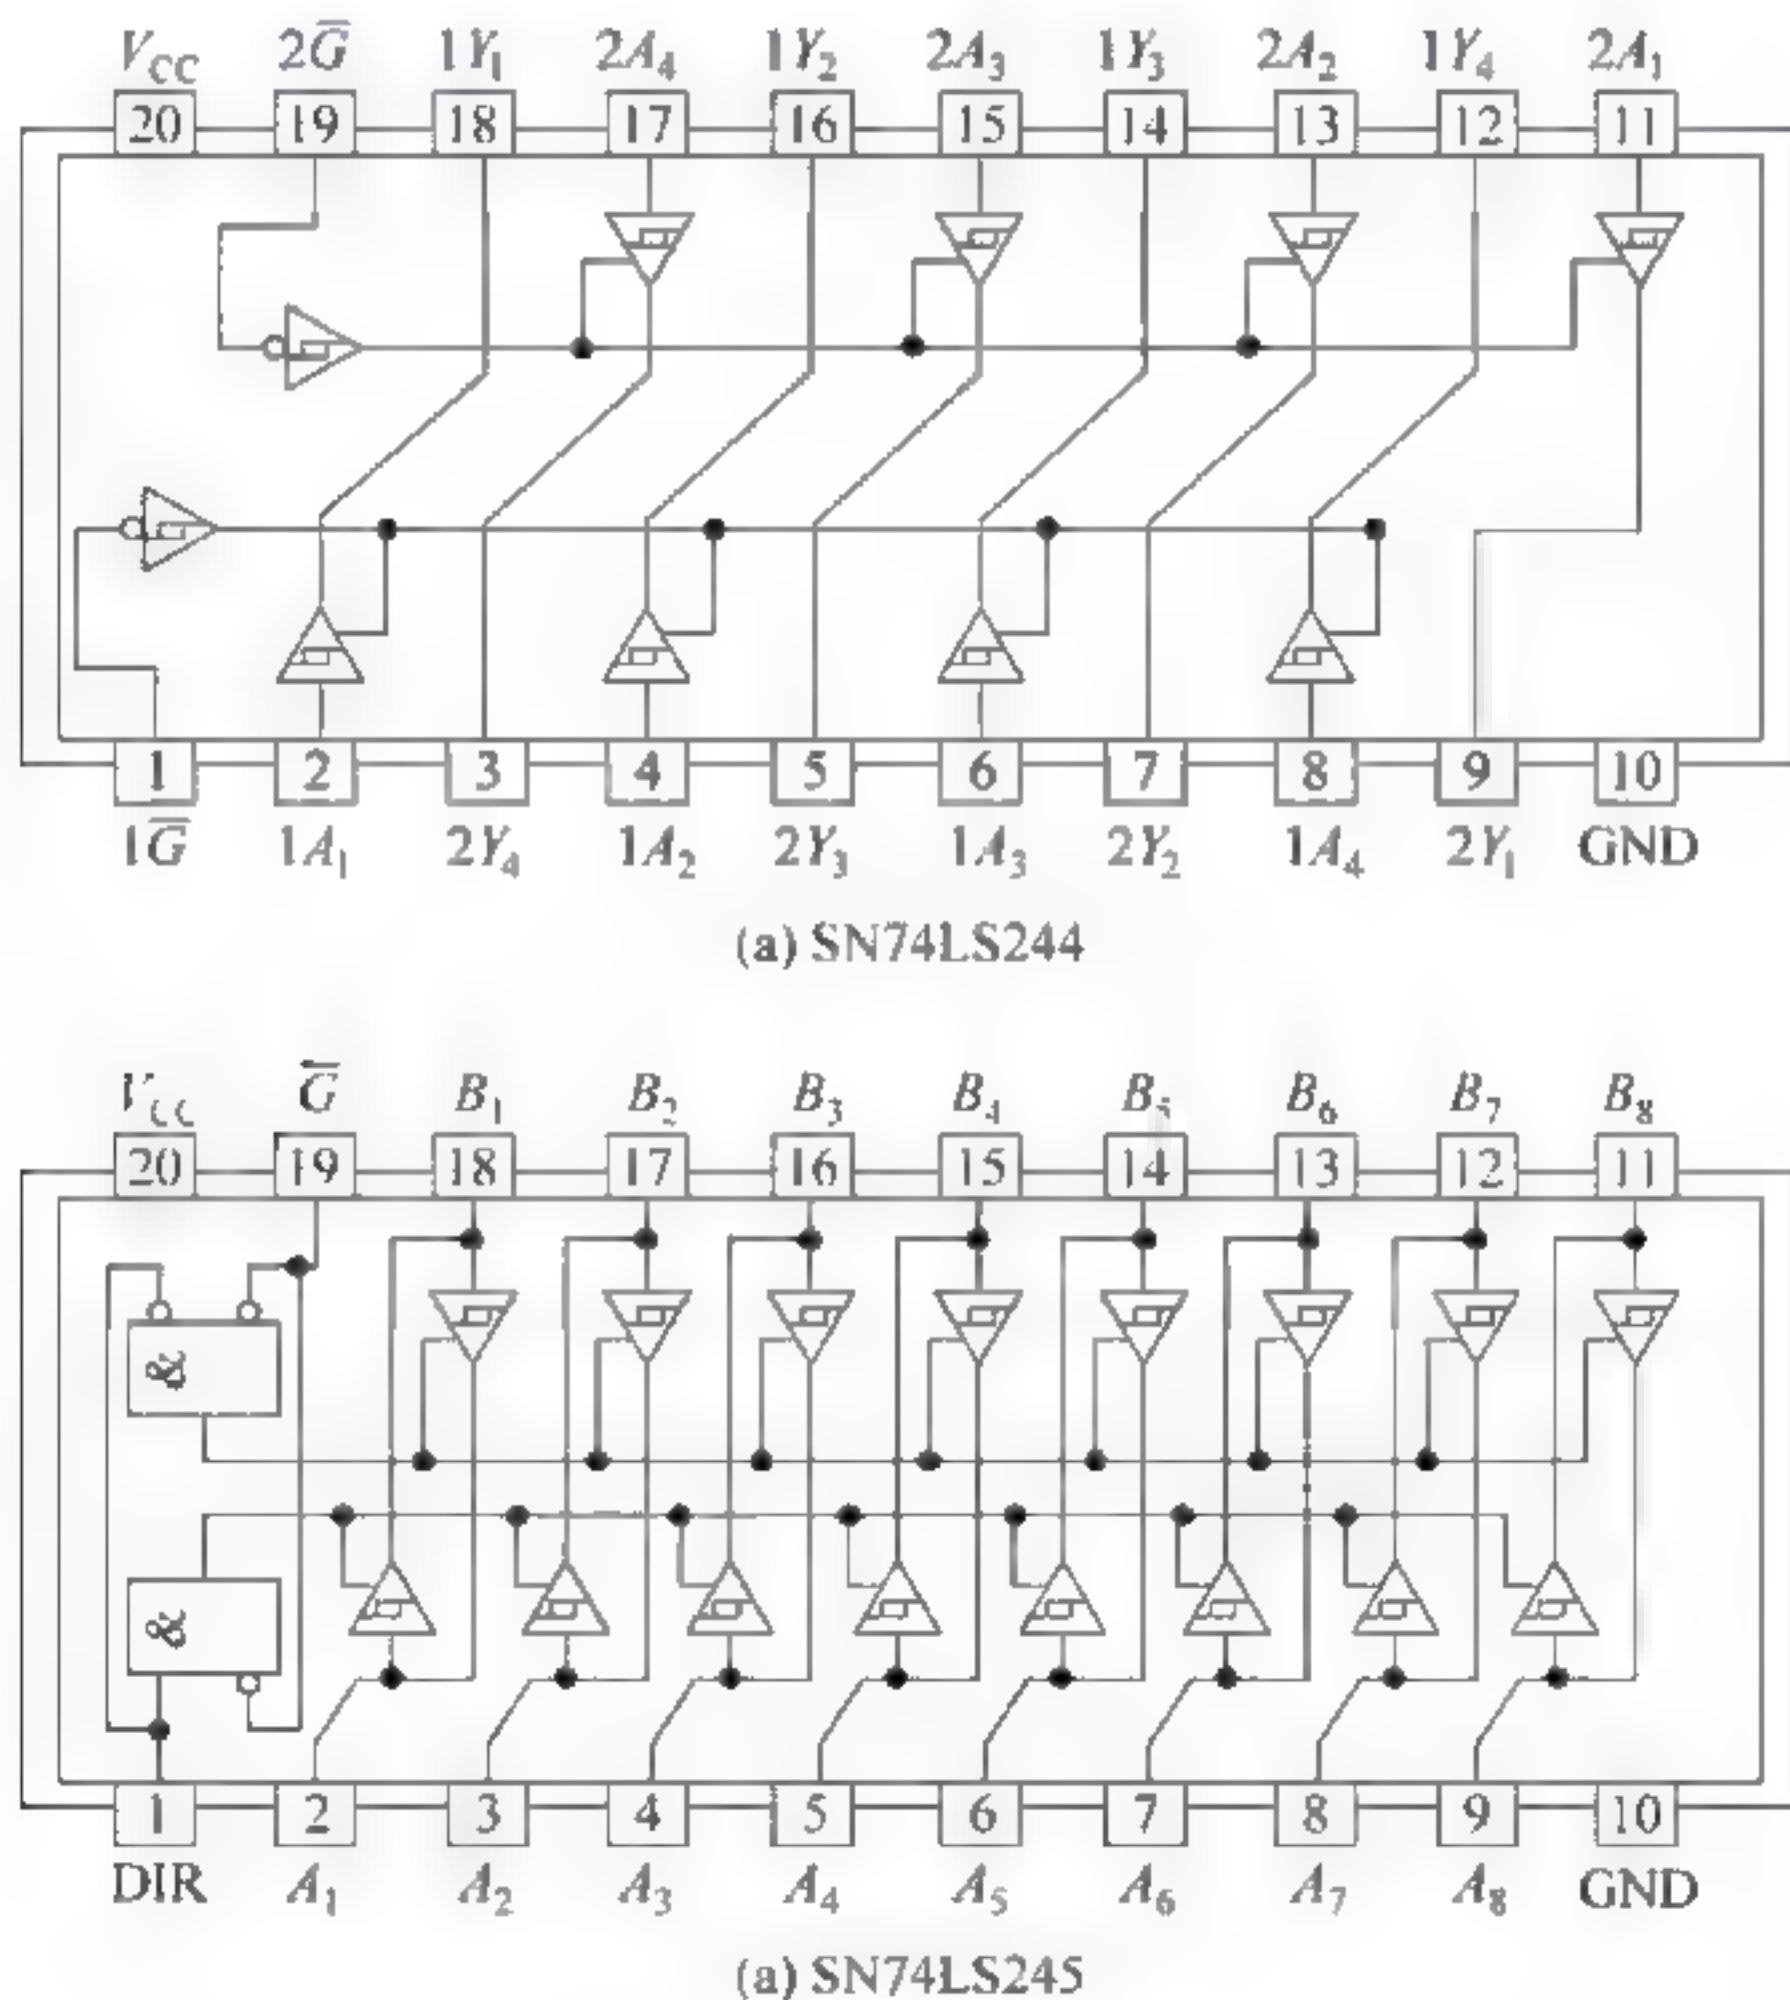 V_CC 2G̅ 1Y₁ 2A₄ 1Y₂ 2A₃ 1Y₃ 2A₂ 1Y₄ 2A₁
20 19 18 17 16 15 14 13 12 11
1 2 3 4 5 6 7 8 9 10
1G̅ 1A₁ 2Y₄ 1A₂ 2Y₃ 1A₃ 2Y₂ 1A₄ 2Y₁ GND
(a) SN74LS244
V_CC G̅ B₁ B₂ B₃ B₄ B₅ B₆ B₇ B₈
20 19 18 17 16 15 14 13 12 11
&
&
1 2 3 4 5 6 7 8 9 10
DIR A₁ A₂ A₃ A₄ A₅ A₆ A₇ A₈ GND
(a) SN74LS245